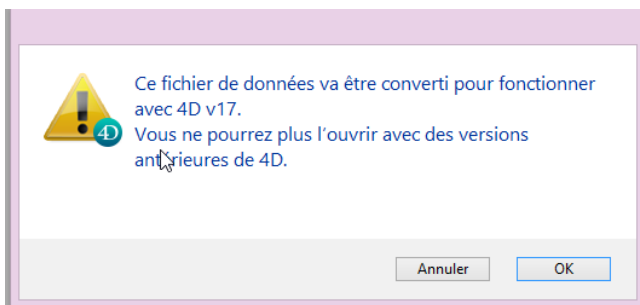 Ce fichier de données va être converti pour fonctionner
avec 4D v17.
Vous ne pourrez plus l'ouvrir avec des versions
antérieures de 4D.
4D
Annuler
OK